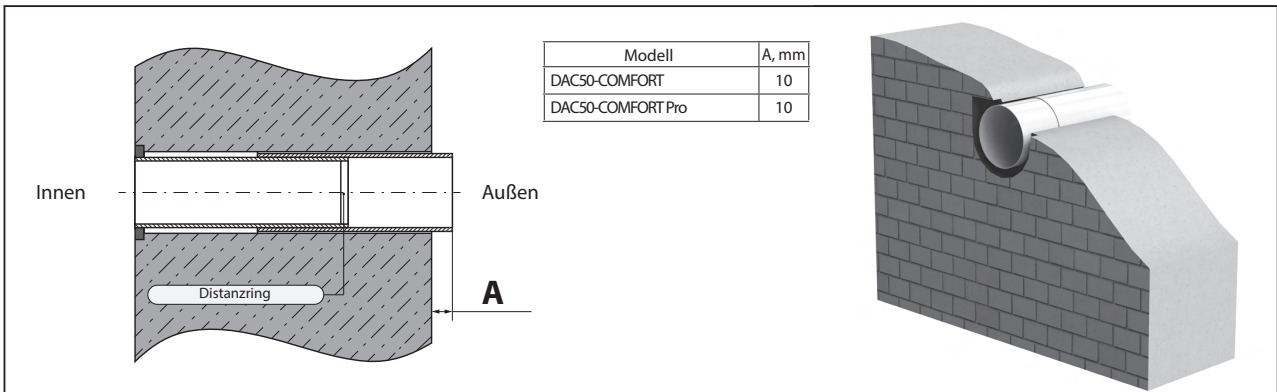 Modell A, mm
DAC50-COMFORT 10
DAC50-COMFORT Pro 10
Innen Außen
Distanzring
A